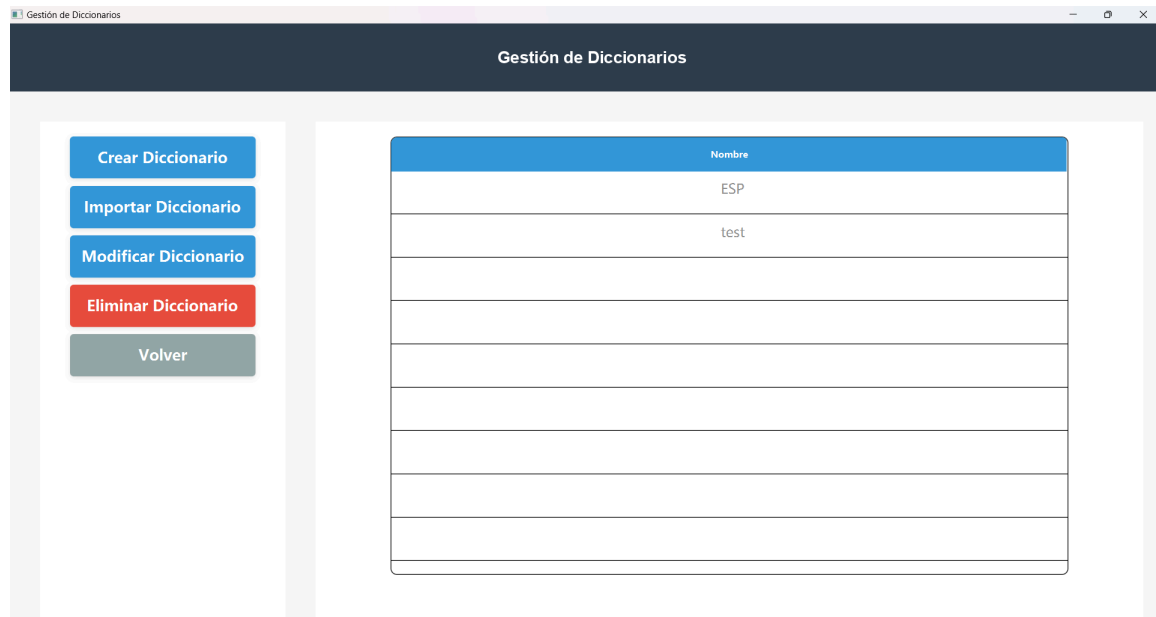 Gestión de Diccionarios
Gestión de Diccionarios
Crear Diccionario
Importar Diccionario
Modificar Diccionario
Eliminar Diccionario
Volver
Nombre
ESP
test